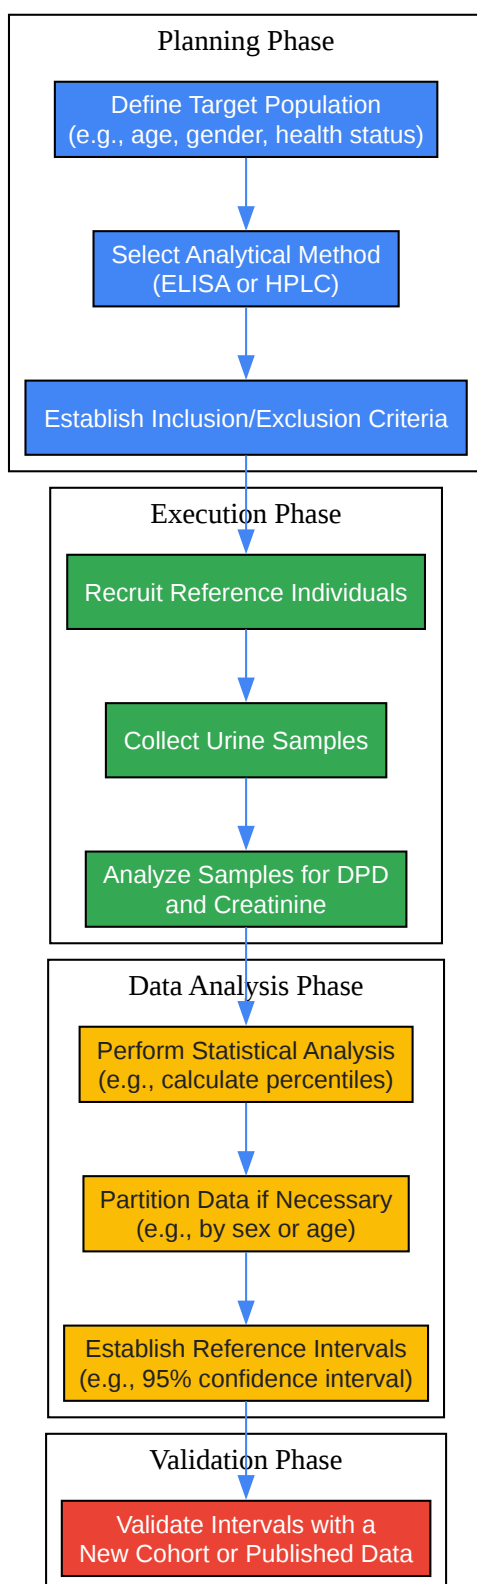 Planning Phase
Define Target Population
(e.g., age, gender, health status)
Select Analytical Method
(ELISA or HPLC)
Establish Inclusion/Exclusion Criteria
Execution Phase
Recruit Reference Individuals
Collect Urine Samples
Analyze Samples for DPD
and Creatinine
Data Analysis Phase
Perform Statistical Analysis
(e.g., calculate percentiles)
Partition Data if Necessary
(e.g., by sex or age)
Establish Reference Intervals
(e.g., 95% confidence interval)
Validation Phase
Validate Intervals with a
New Cohort or Published Data